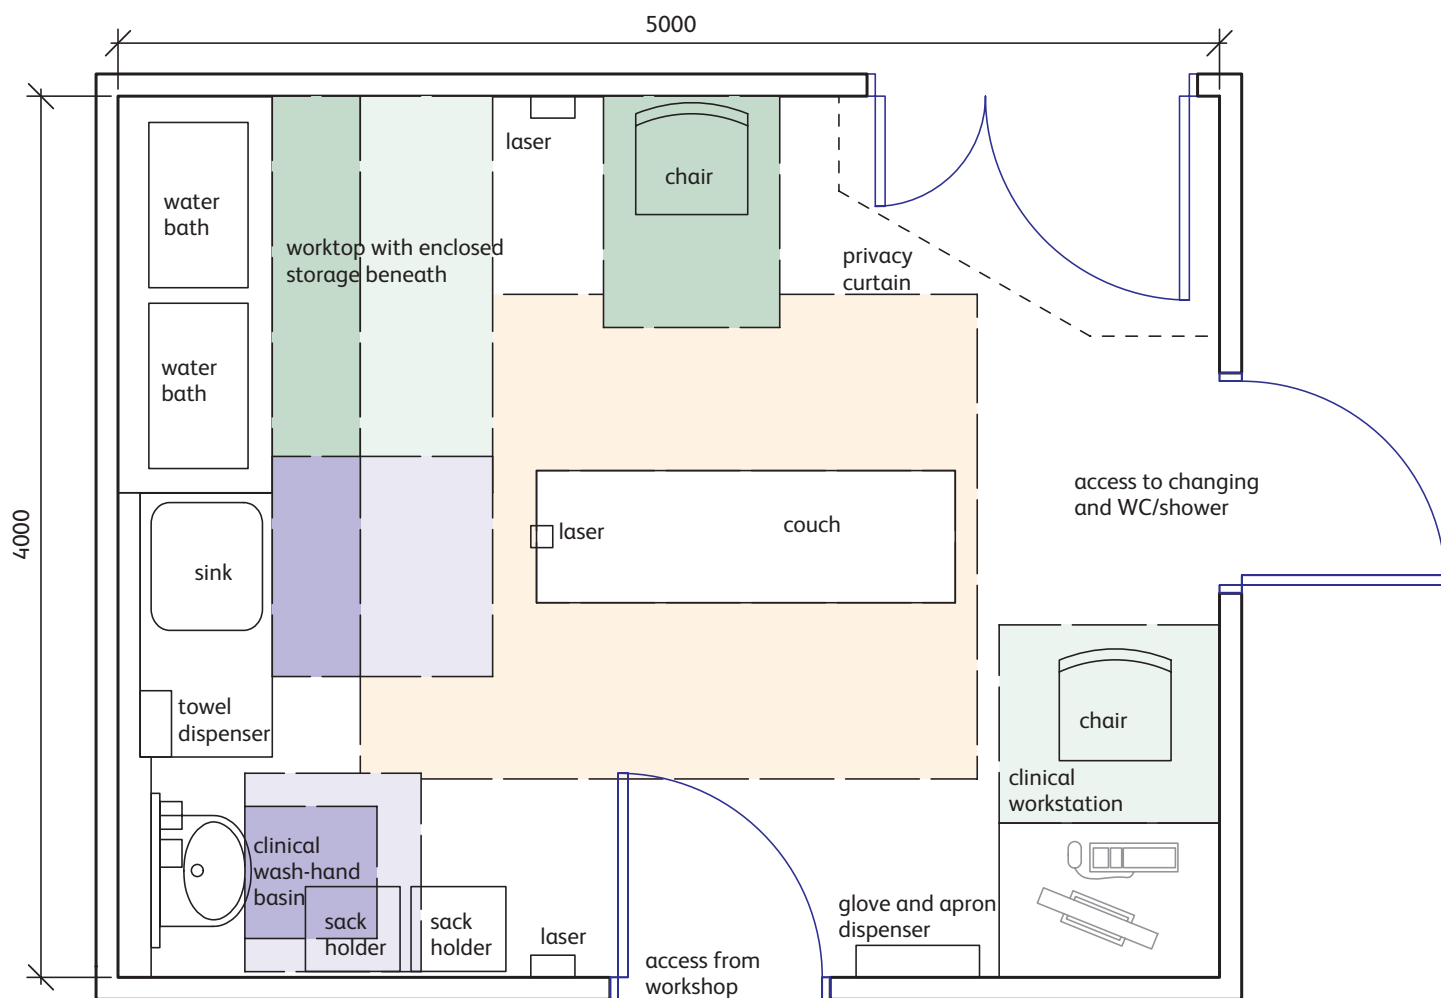 5000
4000
laser
chair
water
bath
worktop with enclosed
storage beneath
privacy
curtain
water
bath
access to changing
and WC/shower
laser
couch
sink
towel
dispenser
chair
clinical
workstation
clinical
wash-hand
basin
sack
holder
sack
holder
laser
glove and apron
dispenser
access from
workshop